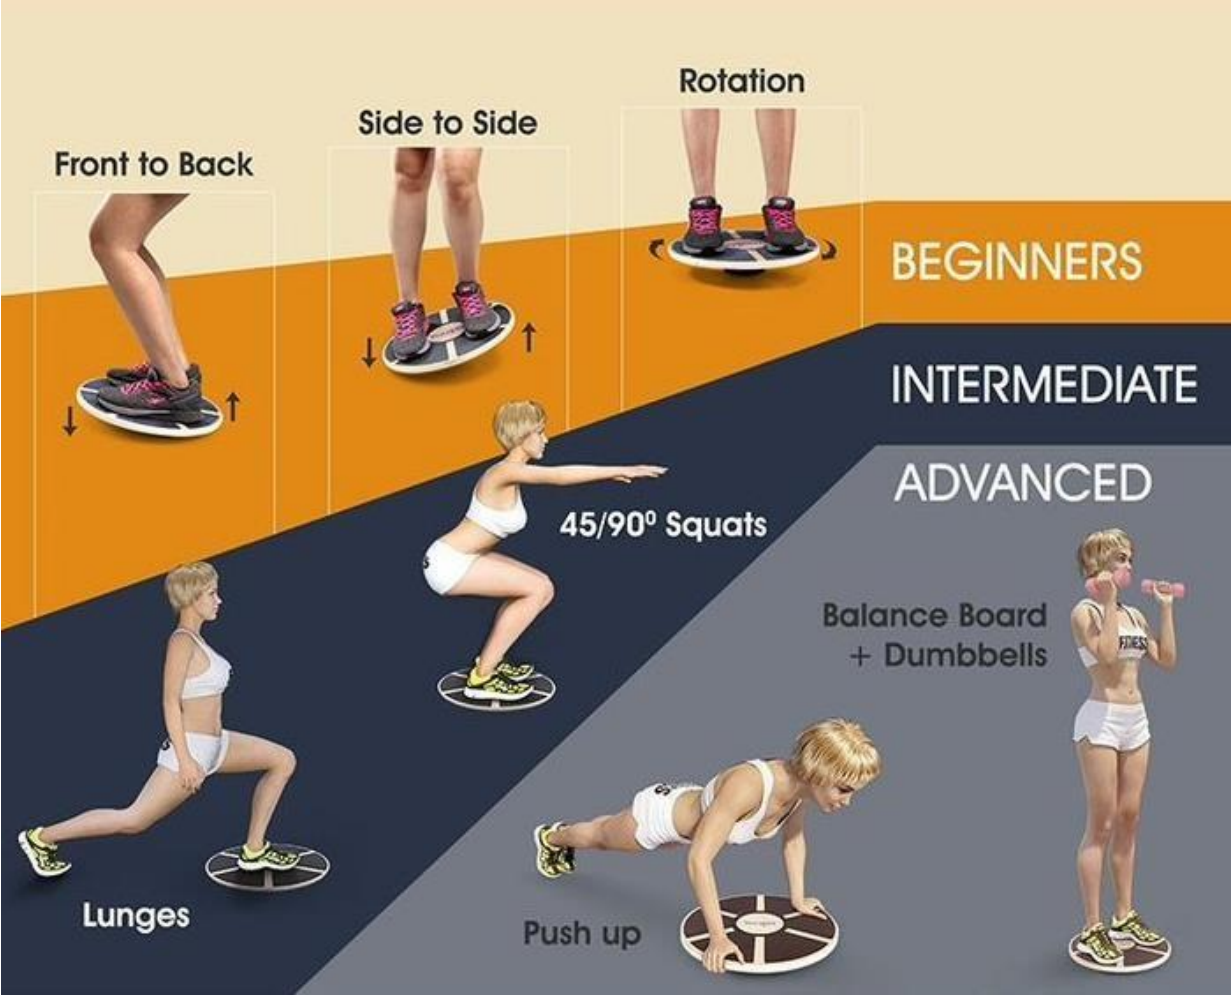 Rotation
Side to Side
Front to Back
BEGINNERS
INTERMEDIATE
ADVANCED
45/90⁰ Squats
Balance Board
+ Dumbbells
FITNESS
Lunges
Push up